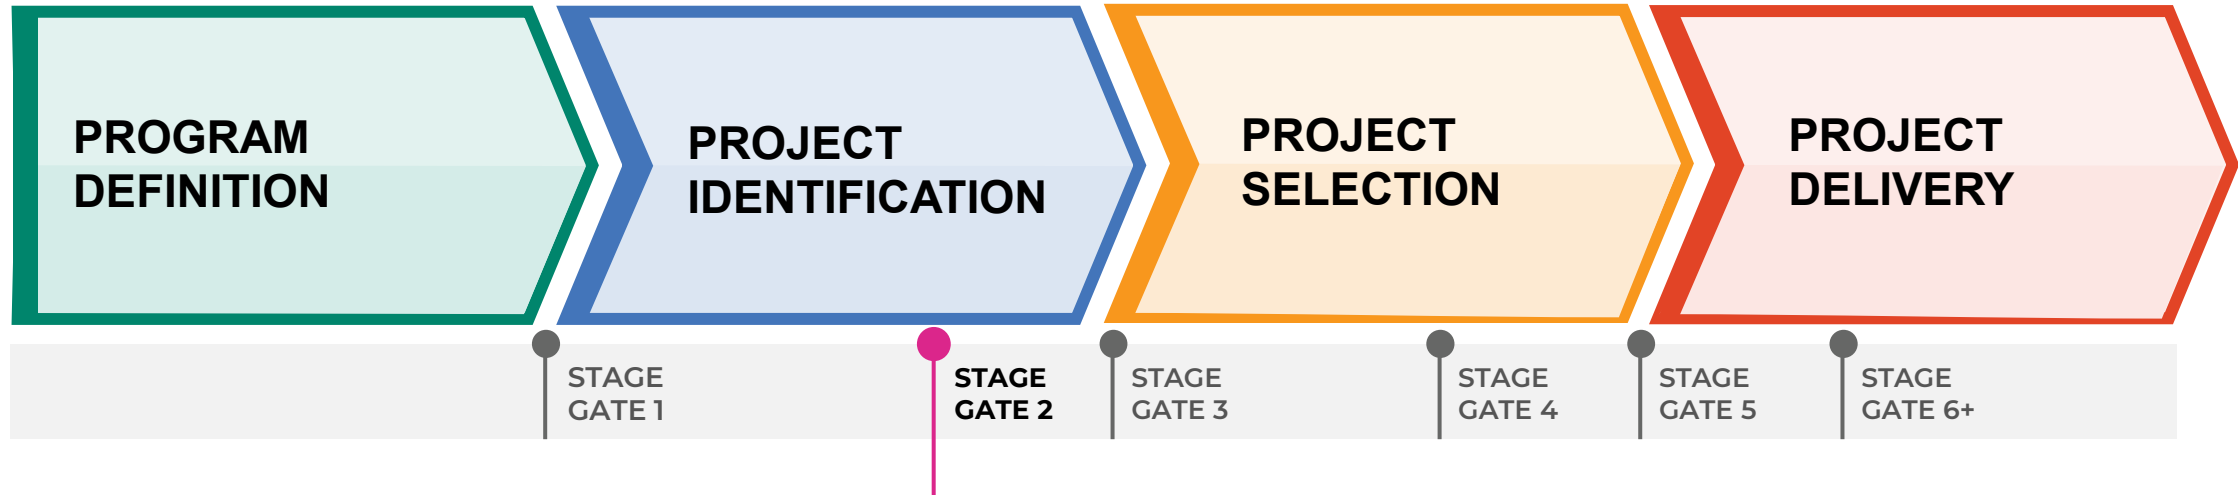 PROGRAM
DEFINITION
PROJECT
IDENTIFICATION
PROJECT
SELECTION
PROJECT
DELIVERY
STAGE
GATE 1
STAGE
GATE 2
STAGE
GATE 3
STAGE
GATE 4
STAGE
GATE 5
STAGE
GATE 6+